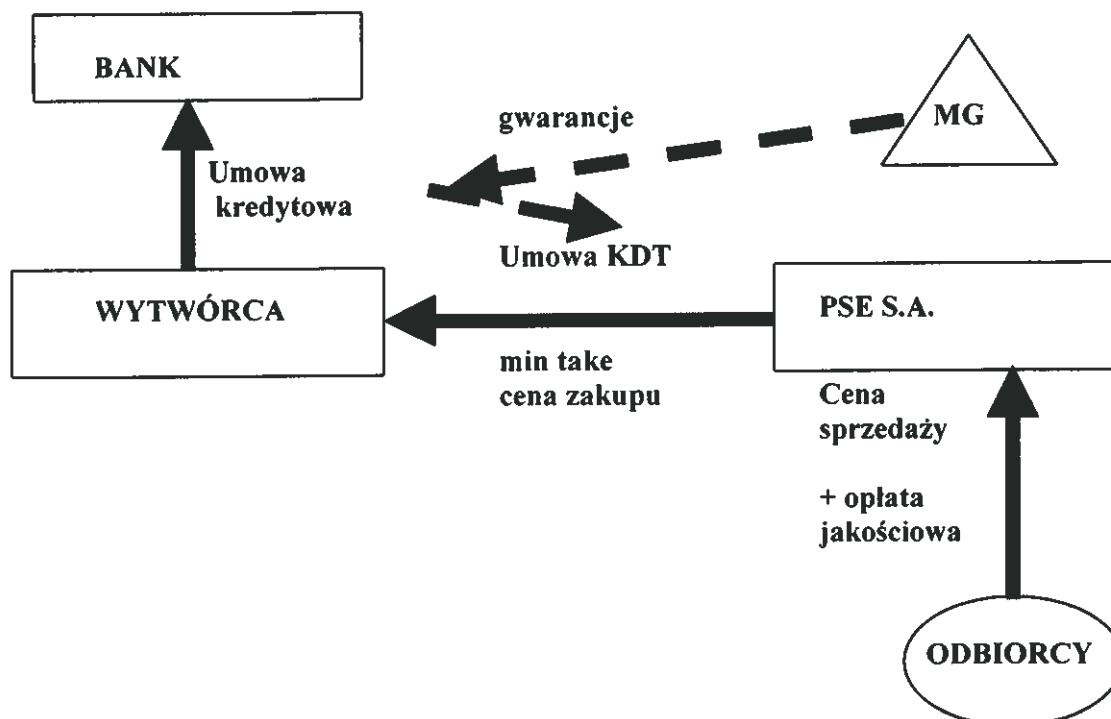 BANK
MG
gwarancje
Umowa
kredytowa
Umowa KDT
WYTWÓRCA
PSE S.A.
min take
cena zakupu
Cena
sprzedaży
+ opłata
jakościowa
ODBIORCY